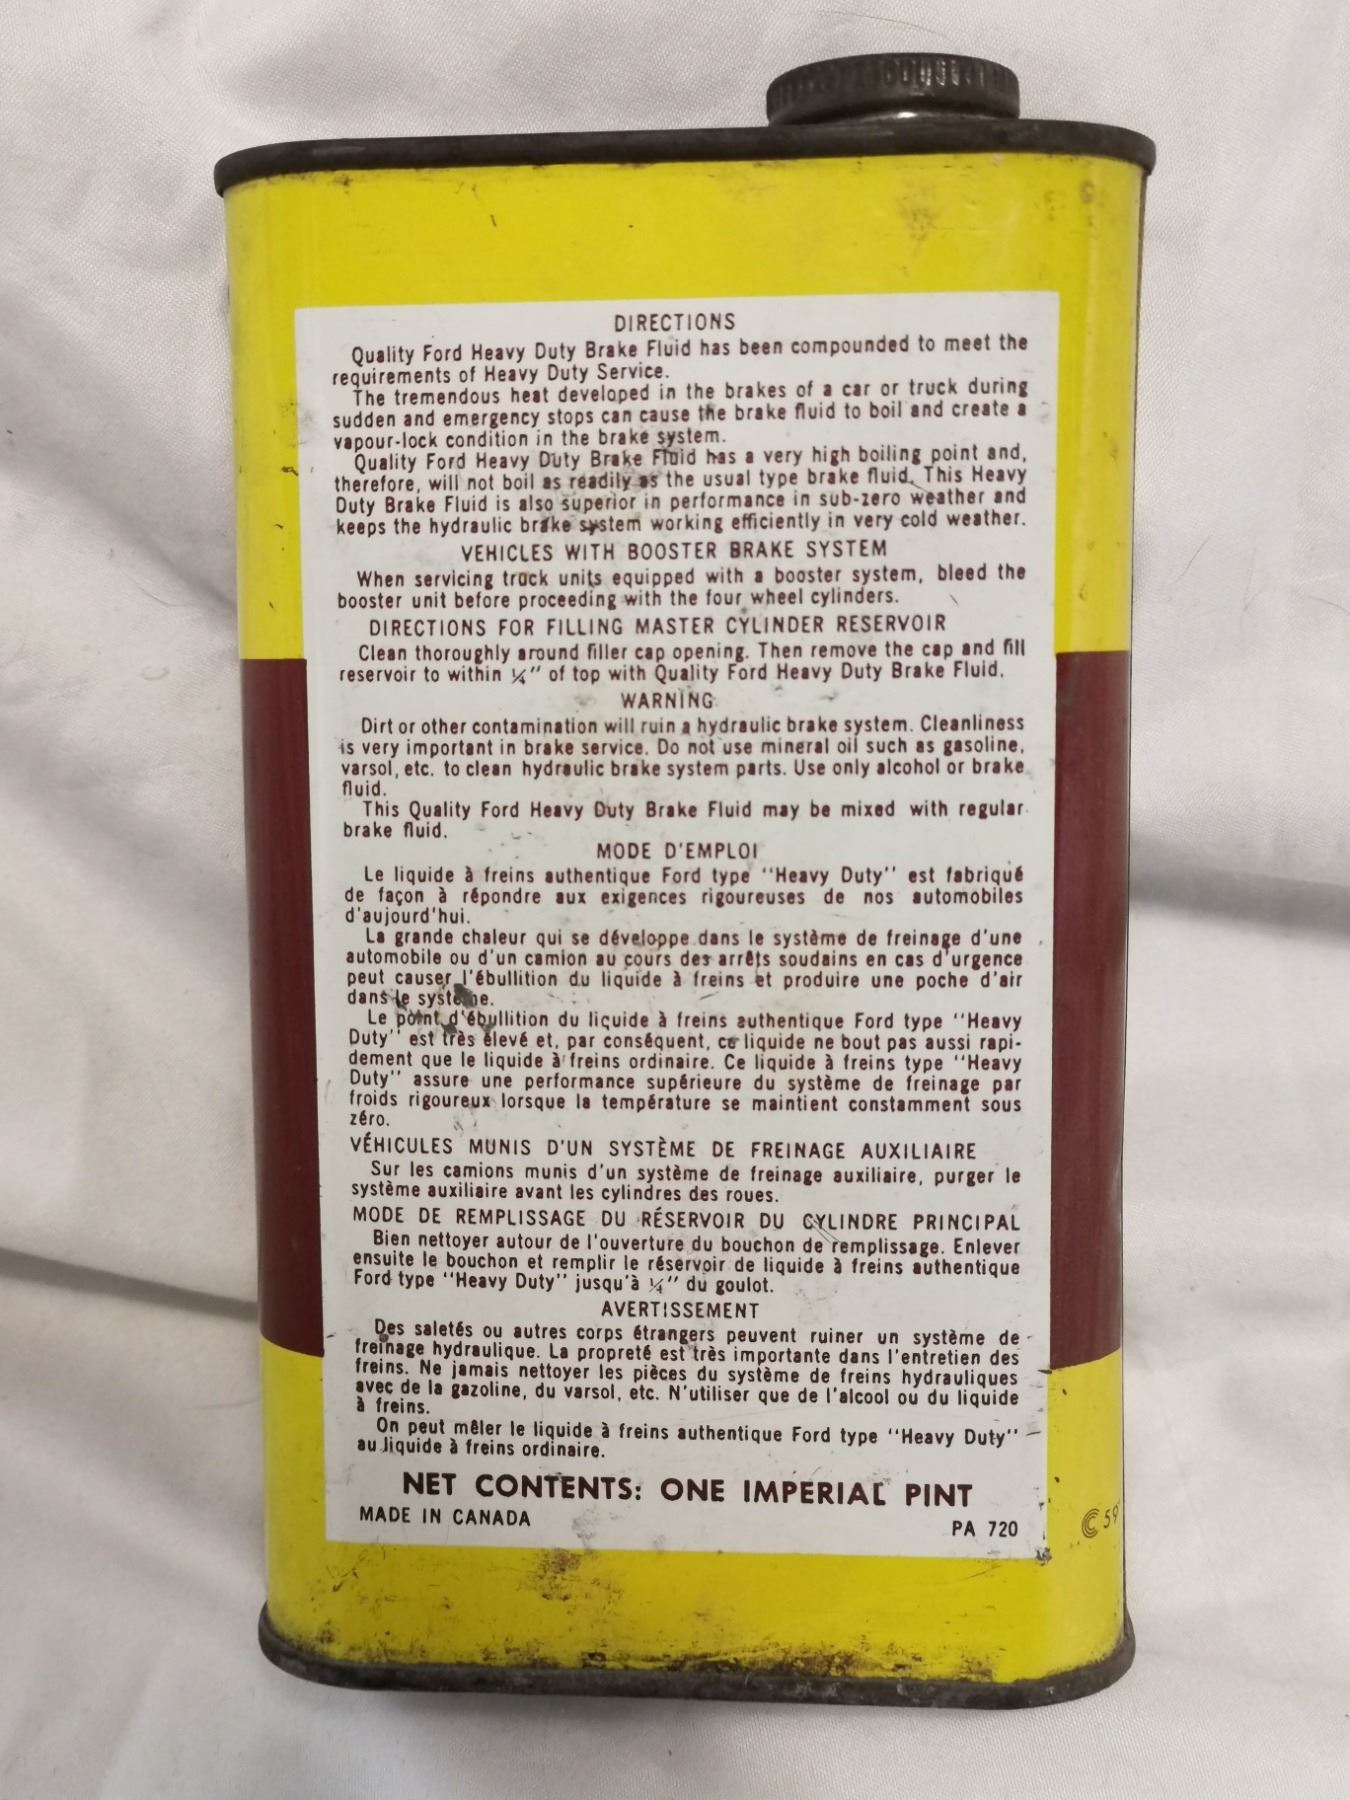 DIRECTIONS
Quality Ford Heavy Duty Brake Fluid has been compounded to meet the
requirements of Heavy Duty Service.
The tremendous heat developed in the brakes of a car or truck during
sudden and emergency stops can cause the brake fluid to boil and create a
vapour-lock condition in the brake system.
Quality Ford Heavy Duty Brake Fluid has a very high boiling point and,
therefore, will not boil as readily as the usual type brake fluid. This Heavy
Duty Brake Fluid is also superior in performance in sub-zero weather and
keeps the hydraulic brake system working efficiently in very cold weather.
VEHICLES WITH BOOSTER BRAKE SYSTEM
When servicing truck units equipped with a booster system, bleed the
booster unit before proceeding with the four wheel cylinders.
DIRECTIONS FOR FILLING MASTER CYLINDER RESERVOIR
Clean thoroughly around filler cap opening. Then remove the cap and fill
reservoir to within ¼" of top with Quality Ford Heavy Duty Brake Fluid.
WARNING
Dirt or other contamination will ruin a hydraulic brake system. Cleanliness
is very important in brake service. Do not use mineral oil such as gasoline,
varsol, etc. to clean hydraulic brake system parts. Use only alcohol or brake
fluid.
This Quality Ford Heavy Duty Brake Fluid may be mixed with regular
brake fluid.
MODE D'EMPLOI
Le liquide à freins authentique Ford type "Heavy Duty" est fabriqué
de façon à répondre aux exigences rigoureuses de nos automobiles
d'aujourd'hui.
La grande chaleur qui se développe dans le système de freinage d'une
automobile ou d'un camion au cours des arrêts soudains en cas d'urgence
peut causer l'ébullition du liquide à freins et produire une poche d'air
dans le système.
Le point d'ébullition du liquide à freins authentique Ford type "Heavy
Duty" est très élevé et, par conséquent, ce liquide ne bout pas aussi rapi-
dement que le liquide à freins ordinaire. Ce liquide à freins type "Heavy
Duty" assure une performance supérieure du système de freinage par
froids rigoureux lorsque la température se maintient constamment sous
zéro.
VÉHICULES MUNIS D'UN SYSTÈME DE FREINAGE AUXILIAIRE
Sur les camions munis d'un système de freinage auxiliaire, purger le
système auxiliaire avant les cylindres des roues.
MODE DE REMPLISSAGE DU RÉSERVOIR DU CYLINDRE PRINCIPAL
Bien nettoyer autour de l'ouverture du bouchon de remplissage. Enlever
ensuite le bouchon et remplir le réservoir de liquide à freins authentique
Ford type "Heavy Duty" jusqu'à ¼" du goulot.
AVERTISSEMENT
Des saletés ou autres corps étrangers peuvent ruiner un système de
freinage hydraulique. La propreté est très importante dans l'entretien des
freins. Ne jamais nettoyer les pièces du système de freins hydrauliques
avec de la gazoline, du varsol, etc. N'utiliser que de l'alcool ou du liquide
à freins.
On peut mêler le liquide à freins authentique Ford type "Heavy Duty"
au liquide à freins ordinaire.
NET CONTENTS: ONE IMPERIAL PINT
MADE IN CANADA
PA 720
C 59